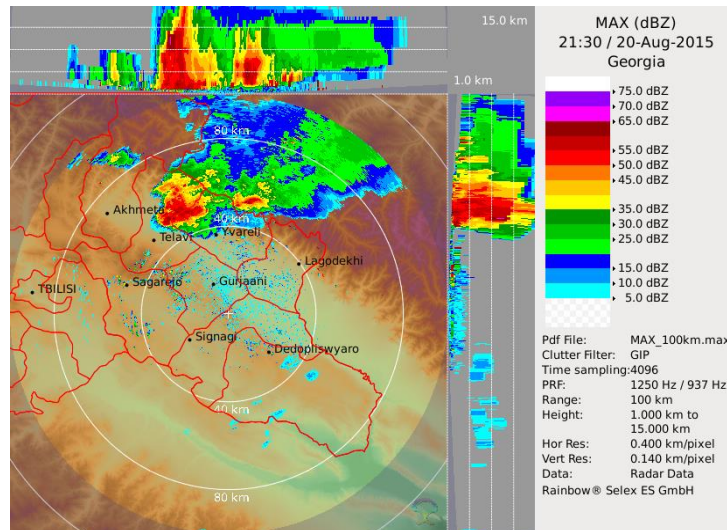 15.0 km
1.0 km
80 km
40 km
Akhmeta
Telavi
Yvareli
Lagodekhi
TBILISI
Sagarejo
Gurjaani
Signagi
Dedopliswyaro
40 km
80 km
MAX (dBZ)
21:30 / 20-Aug-2015
Georgia
75.0 dBZ
70.0 dBZ
65.0 dBZ
55.0 dBZ
50.0 dBZ
45.0 dBZ
35.0 dBZ
30.0 dBZ
25.0 dBZ
15.0 dBZ
10.0 dBZ
5.0 dBZ
Pdf File: MAX_100km.max
Clutter Filter: GIP
Time sampling:4096
PRF: 1250 Hz / 937 Hz
Range: 100 km
Height: 1.000 km to
15.000 km
Hor Res: 0.400 km/pixel
Vert Res: 0.140 km/pixel
Data: Radar Data
Rainbow® Selex ES GmbH